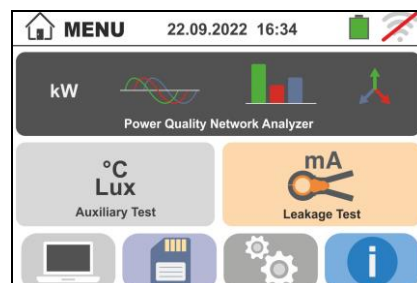 MENU 22.09.2022 16:34
kW
Power Quality Network Analyzer
°C
Lux
Auxiliary Test
mA
Leakage Test
i